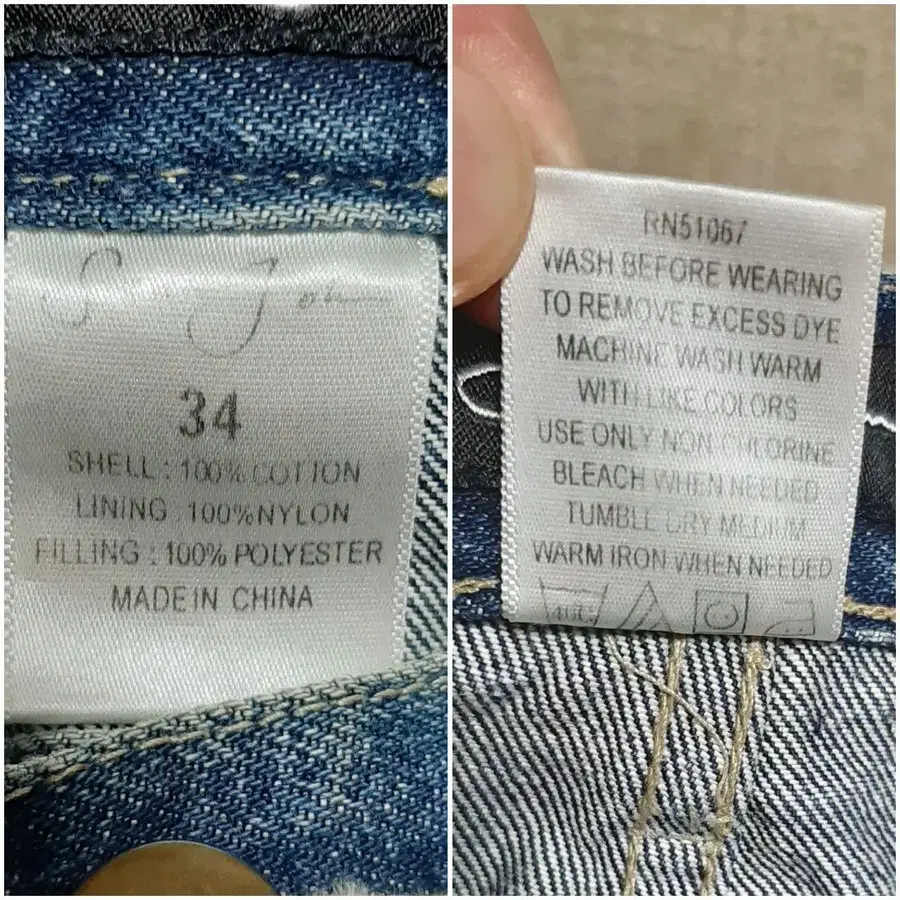 34
SHELL : 100% COTTON
LINING : 100%NYLON
FILLING : 100% POLYESTER
MADE IN CHINA
RN51067
WASH BEFORE WEARING
TO REMOVE EXCESS DYE
MACHINE WASH WARM
WITH LIKE COLORS
USE ONLY NON CHLORINE
BLEACH WHEN NEEDED
TUMBLE DRY MEDIUM
WARM IRON WHEN NEEDED